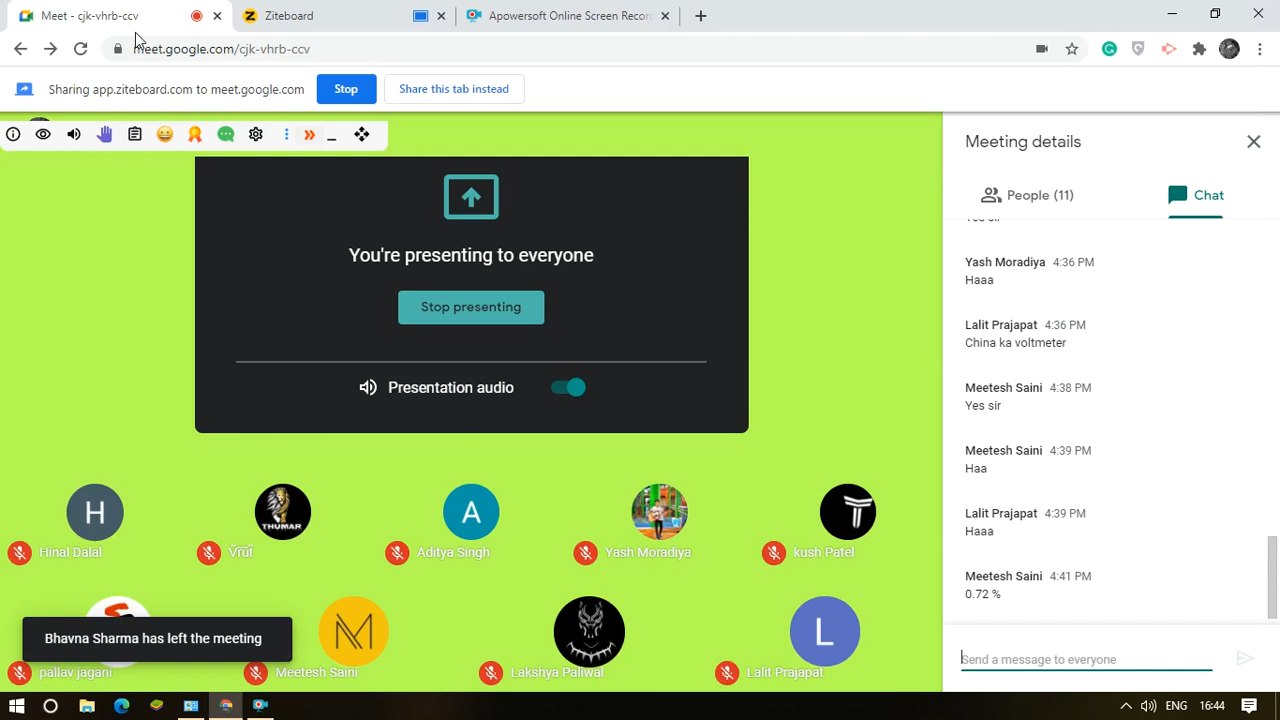 Meet - cjk-vhrb-ccv
Ziteboard
Apowersoft Online Screen Record
meet.google.com/cjk-vhrb-ccv
Sharing app.ziteboard.com to meet.google.com
Stop
Share this tab instead
You're presenting to everyone
Stop presenting
Presentation audio
H
THUMAR
A
Hinal Dalal
Aditya Singh
Yash Moradiya
kush Patel
Bhavna Sharma has left the meeting
L
pallav jagani
Meetesh Saini
Lakshya Paliwal
Lalit Prajapat
Meeting details
People (11)
Chat
Yes sir
Yash Moradiya 4:36 PM
Haaa
Lalit Prajapat 4:36 PM
China ka voltmeter
Meetesh Saini 4:38 PM
Yes sir
Meetesh Saini 4:39 PM
Haa
Lalit Prajapat 4:39 PM
Haaa
Meetesh Saini 4:41 PM
0.72 %
Send a message to everyone
ENG
16:44